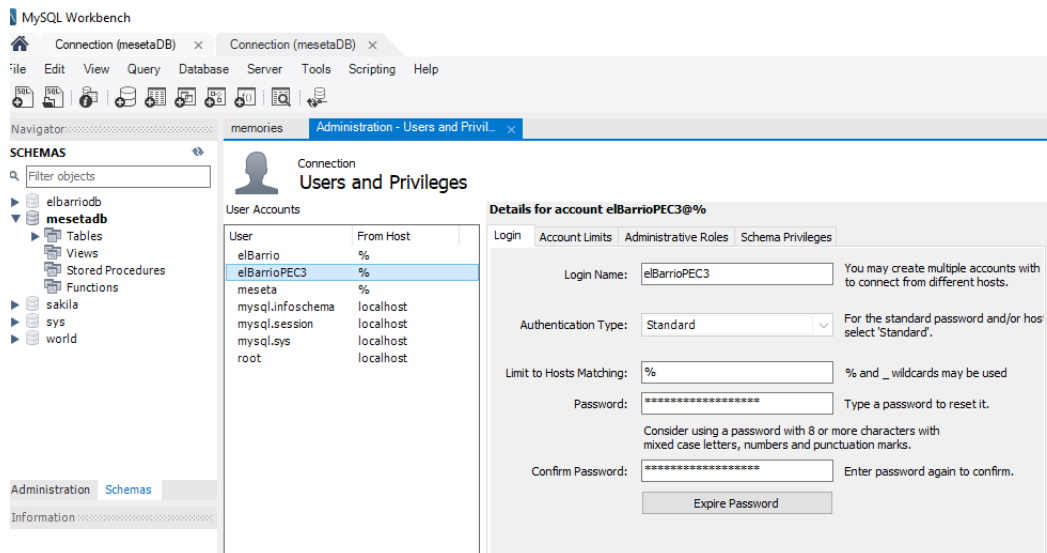 MySQL Workbench
Connection (mesetaDB) × Connection (mesetaDB) ×
File Edit View Query Database Server Tools Scripting Help
Navigator
SCHEMAS
Filter objects
elbarriodb
mesetadb
Tables
Views
Stored Procedures
Functions
sakila
sys
world
Administration Schemas
Information
memories Administration - Users and Privil... ×
Connection
Users and Privileges
User Accounts
User From Host
elBarrio %
elBarrioPEC3 %
meseta %
mysql.infoschema localhost
mysql.session localhost
mysql.sys localhost
root localhost
Details for account elBarrioPEC3@%
Login Account Limits Administrative Roles Schema Privileges
Login Name: elBarrioPEC3 You may create multiple accounts with
to connect from different hosts.
Authentication Type: Standard For the standard password and/or hos
select 'Standard'.
Limit to Hosts Matching: % % and _ wildcards may be used
Password: ****************** Type a password to reset it.
Consider using a password with 8 or more characters with
mixed case letters, numbers and punctuation marks.
Confirm Password: ****************** Enter password again to confirm.
Expire Password